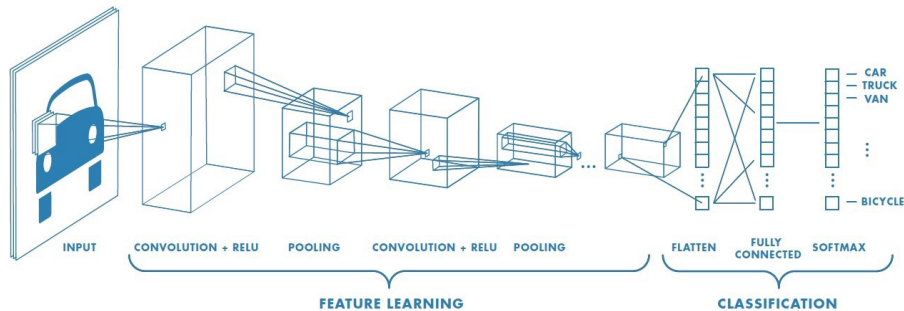 CAR
TRUCK
VAN
BICYCLE
INPUT
CONVOLUTION + RELU
POOLING
CONVOLUTION + RELU
POOLING
FLATTEN
FULLY
CONNECTED
SOFTMAX
FEATURE LEARNING
CLASSIFICATION